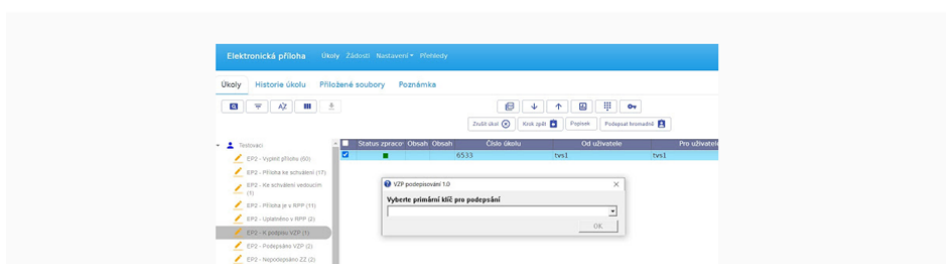 Elektronická příloha Úkoly Žádosti Nastavení Přehledy
Úkoly Historie úkolu Přiložené soubory Poznámka
Zrušit úkol Krok zpět Popisek Podepsat hromadně
Testovací
Status zpracov Obsah Obsah Číslo úkolu Od uživatele Pro uživatele
6533 tvs1 tvs1
EP2 - Vyplnit přílohu (60)
EP2 - Příloha ke schválení (17)
EP2 - Ke schválení vedoucím (1)
EP2 - Příloha je v RPP (11)
EP2 - Uplatněno v RPP (2)
EP2 - K podpisu VZP (1)
EP2 - Podepsáno VZP (2)
EP2 - Nepodepsáno ZZ (2)
VZP podepisování 1.0
Vyberte primární klíč pro podepsání
OK